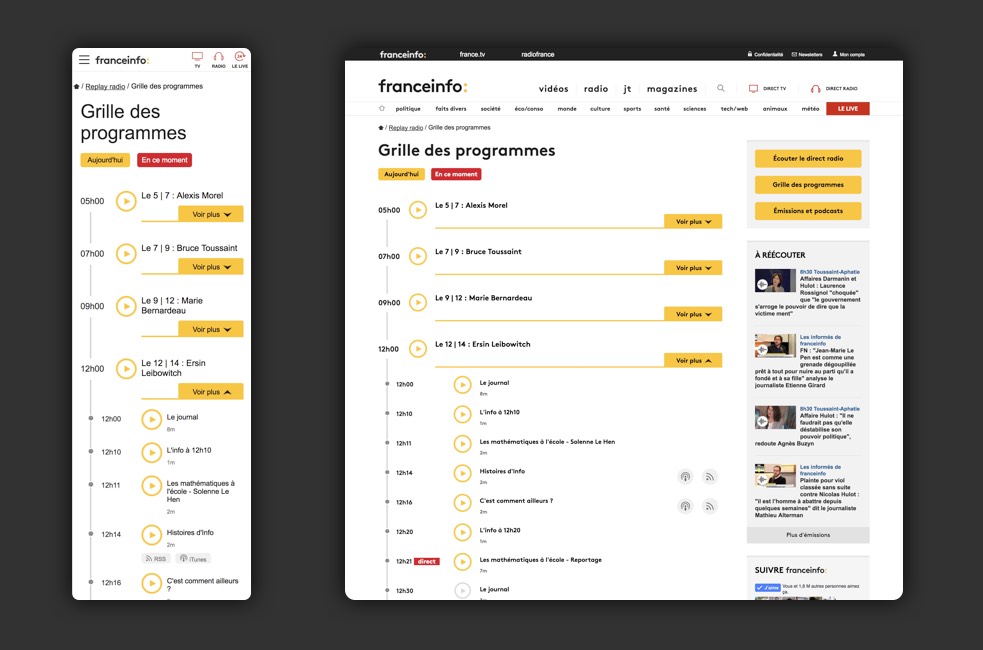 franceinfo:
TV
RADIO
LE LIVE
/ Replay radio / Grille des programmes
Grille des
programmes
Aujourd'hui
En ce moment
05h00
Le 5 | 7 : Alexis Morel
Voir plus
07h00
Le 7 | 9 : Bruce Toussaint
Voir plus
09h00
Le 9 | 12 : Marie
Bernardeau
Voir plus
12h00
Le 12 | 14 : Ersin
Leibowitch
Voir plus
12h00
Le journal
8m
12h10
L'info à 12h10
1m
12h11
Les mathématiques à
l'école - Solenne Le
Hen
2m
12h14
Histoires d'info
2m
RSS
iTunes
12h16
C'est comment ailleurs
?
franceinfo:
france.tv
radiofrance
Confidentialité
Newsletters
Mon compte
franceinfo:
vidéos
radio
jt
magazines
DIRECT TV
DIRECT RADIO
politique
faits divers
société
éco/conso
monde
culture
sports
santé
sciences
tech/web
animaux
météo
LE LIVE
/ Replay radio / Grille des programmes
Grille des programmes
Aujourd'hui
En ce moment
05h00
Le 5 | 7 : Alexis Morel
Voir plus
07h00
Le 7 | 9 : Bruce Toussaint
Voir plus
09h00
Le 9 | 12 : Marie Bernardeau
Voir plus
12h00
Le 12 | 14 : Ersin Leibowitch
Voir plus
12h00
Le journal
8m
12h10
L'info à 12h10
1m
12h11
Les mathématiques à l'école - Solenne Le Hen
2m
12h14
Histoires d'info
2m
12h16
C'est comment ailleurs ?
2m
12h20
L'info à 12h20
1m
12h21
direct
Les mathématiques à l'école - Reportage
7m
12h30
Le journal
Écouter le direct radio
Grille des programmes
Émissions et podcasts
À RÉÉCOUTER
8h30 Toussaint-Aphatie
Affaires Darmanin et
Hulot : Laurence
Rossignol "choquée"
que "le gouvernement
s'arroge le pouvoir de dire que la
victime ment"
Les informés de
franceinfo
FN : "Jean-Marie Le
Pen est comme une
grenade dégoupillée
prêt à tout pour nuire au parti qu'il a
fondé et à sa fille" analyse le
journaliste Etienne Girard
8h30 Toussaint-Aphatie
Affaire Hulot : "Il ne
faudrait pas qu'elle
déstabilise son
pouvoir politique",
redoute Agnès Buzyn
Les informés de
franceinfo
Plainte pour viol
classée sans suite
contre Nicolas Hulot :
"il est l'homme à abattre depuis
quelques semaines" dit le journaliste
Mathieu Alterman
Plus d'émissions
SUIVRE franceinfo:
J'aime
Vous et 1,8 M autres personnes aimez